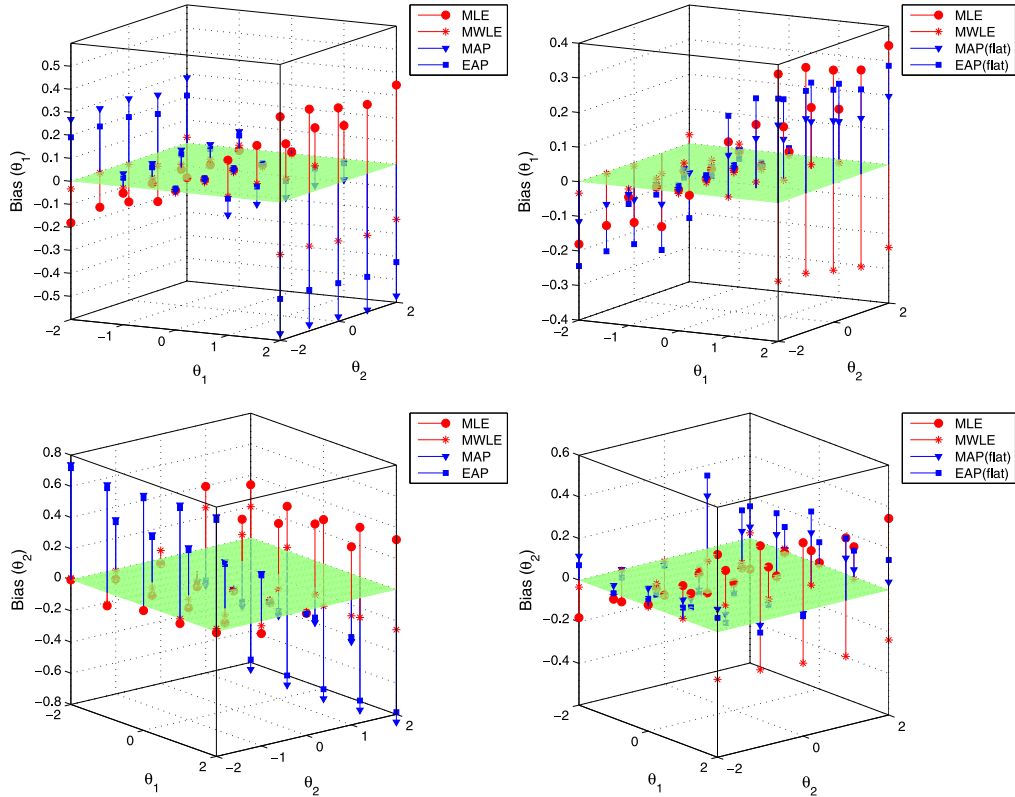 MLE
MWLE
MAP
EAP
Bias (θ1)
0.5
0.4
0.3
0.2
0.1
0
−0.1
−0.2
−0.3
−0.4
−0.5
−2
−1
0
1
2
θ1
−2
0
2
θ2
MLE
MWLE
MAP(flat)
EAP(flat)
Bias (θ1)
0.4
0.3
0.2
0.1
0
−0.1
−0.2
−0.3
−0.4
−2
−1
0
1
2
θ1
−2
0
2
θ2
MLE
MWLE
MAP
EAP
Bias (θ2)
0.8
0.6
0.4
0.2
0
−0.2
−0.4
−0.6
−0.8
−2
0
2
θ1
−2
−1
0
1
2
θ2
MLE
MWLE
MAP(flat)
EAP(flat)
Bias (θ2)
0.6
0.4
0.2
0
−0.2
−0.4
−2
0
2
θ1
−2
0
2
θ2